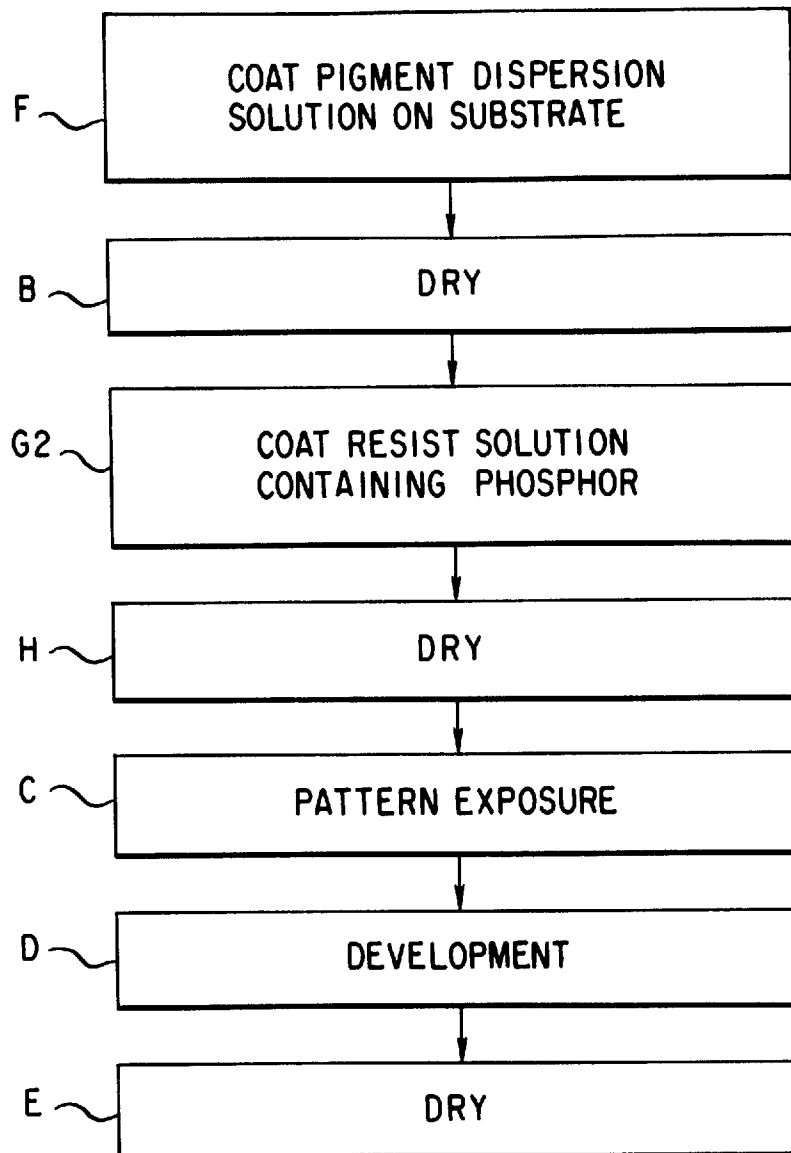 F
COAT PIGMENT DISPERSION
SOLUTION ON SUBSTRATE
B
DRY
G2
COAT RESIST SOLUTION
CONTAINING PHOSPHOR
H
DRY
C
PATTERN EXPOSURE
D
DEVELOPMENT
E
DRY